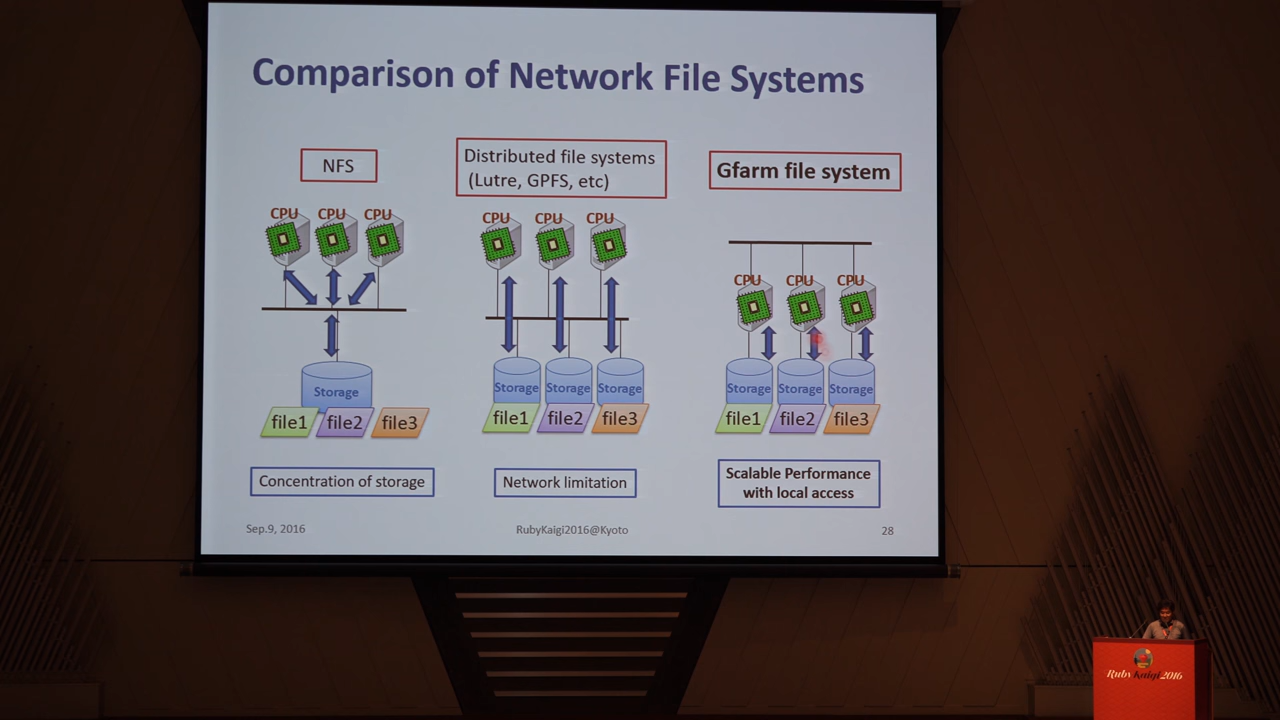 Comparison of Network File Systems
NFS
Distributed file systems
(Lutre, GPFS, etc)
Gfarm file system
CPU CPU CPU
CPU CPU CPU
CPU CPU CPU
Storage
Storage Storage Storage
Storage Storage Storage
file1 file2 file3
file1 file2 file3
file1 file2 file3
Concentration of storage
Network limitation
Scalable Performance
with local access
Sep.9, 2016
RubyKaigi2016@Kyoto
28
RubyKaigi2016